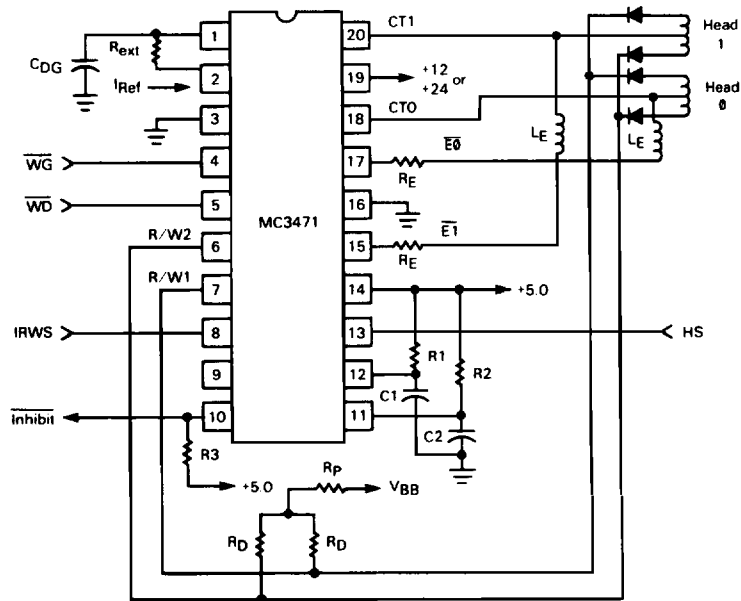 1
20
CT1
Head
1
Rext
CDG
2
19
+12
or
+24
IRef
Head
0
3
18
CT0
LE
E0
LE
WG
4
17
RE
WD
5
16
MC3471
R/W2
6
15
E1
RE
R/W1
7
14
+5.0
IRWS
8
13
HS
R1
9
12
R2
C1
Inhibit
10
11
C2
R3
RP
+5.0
VBB
RD
RD